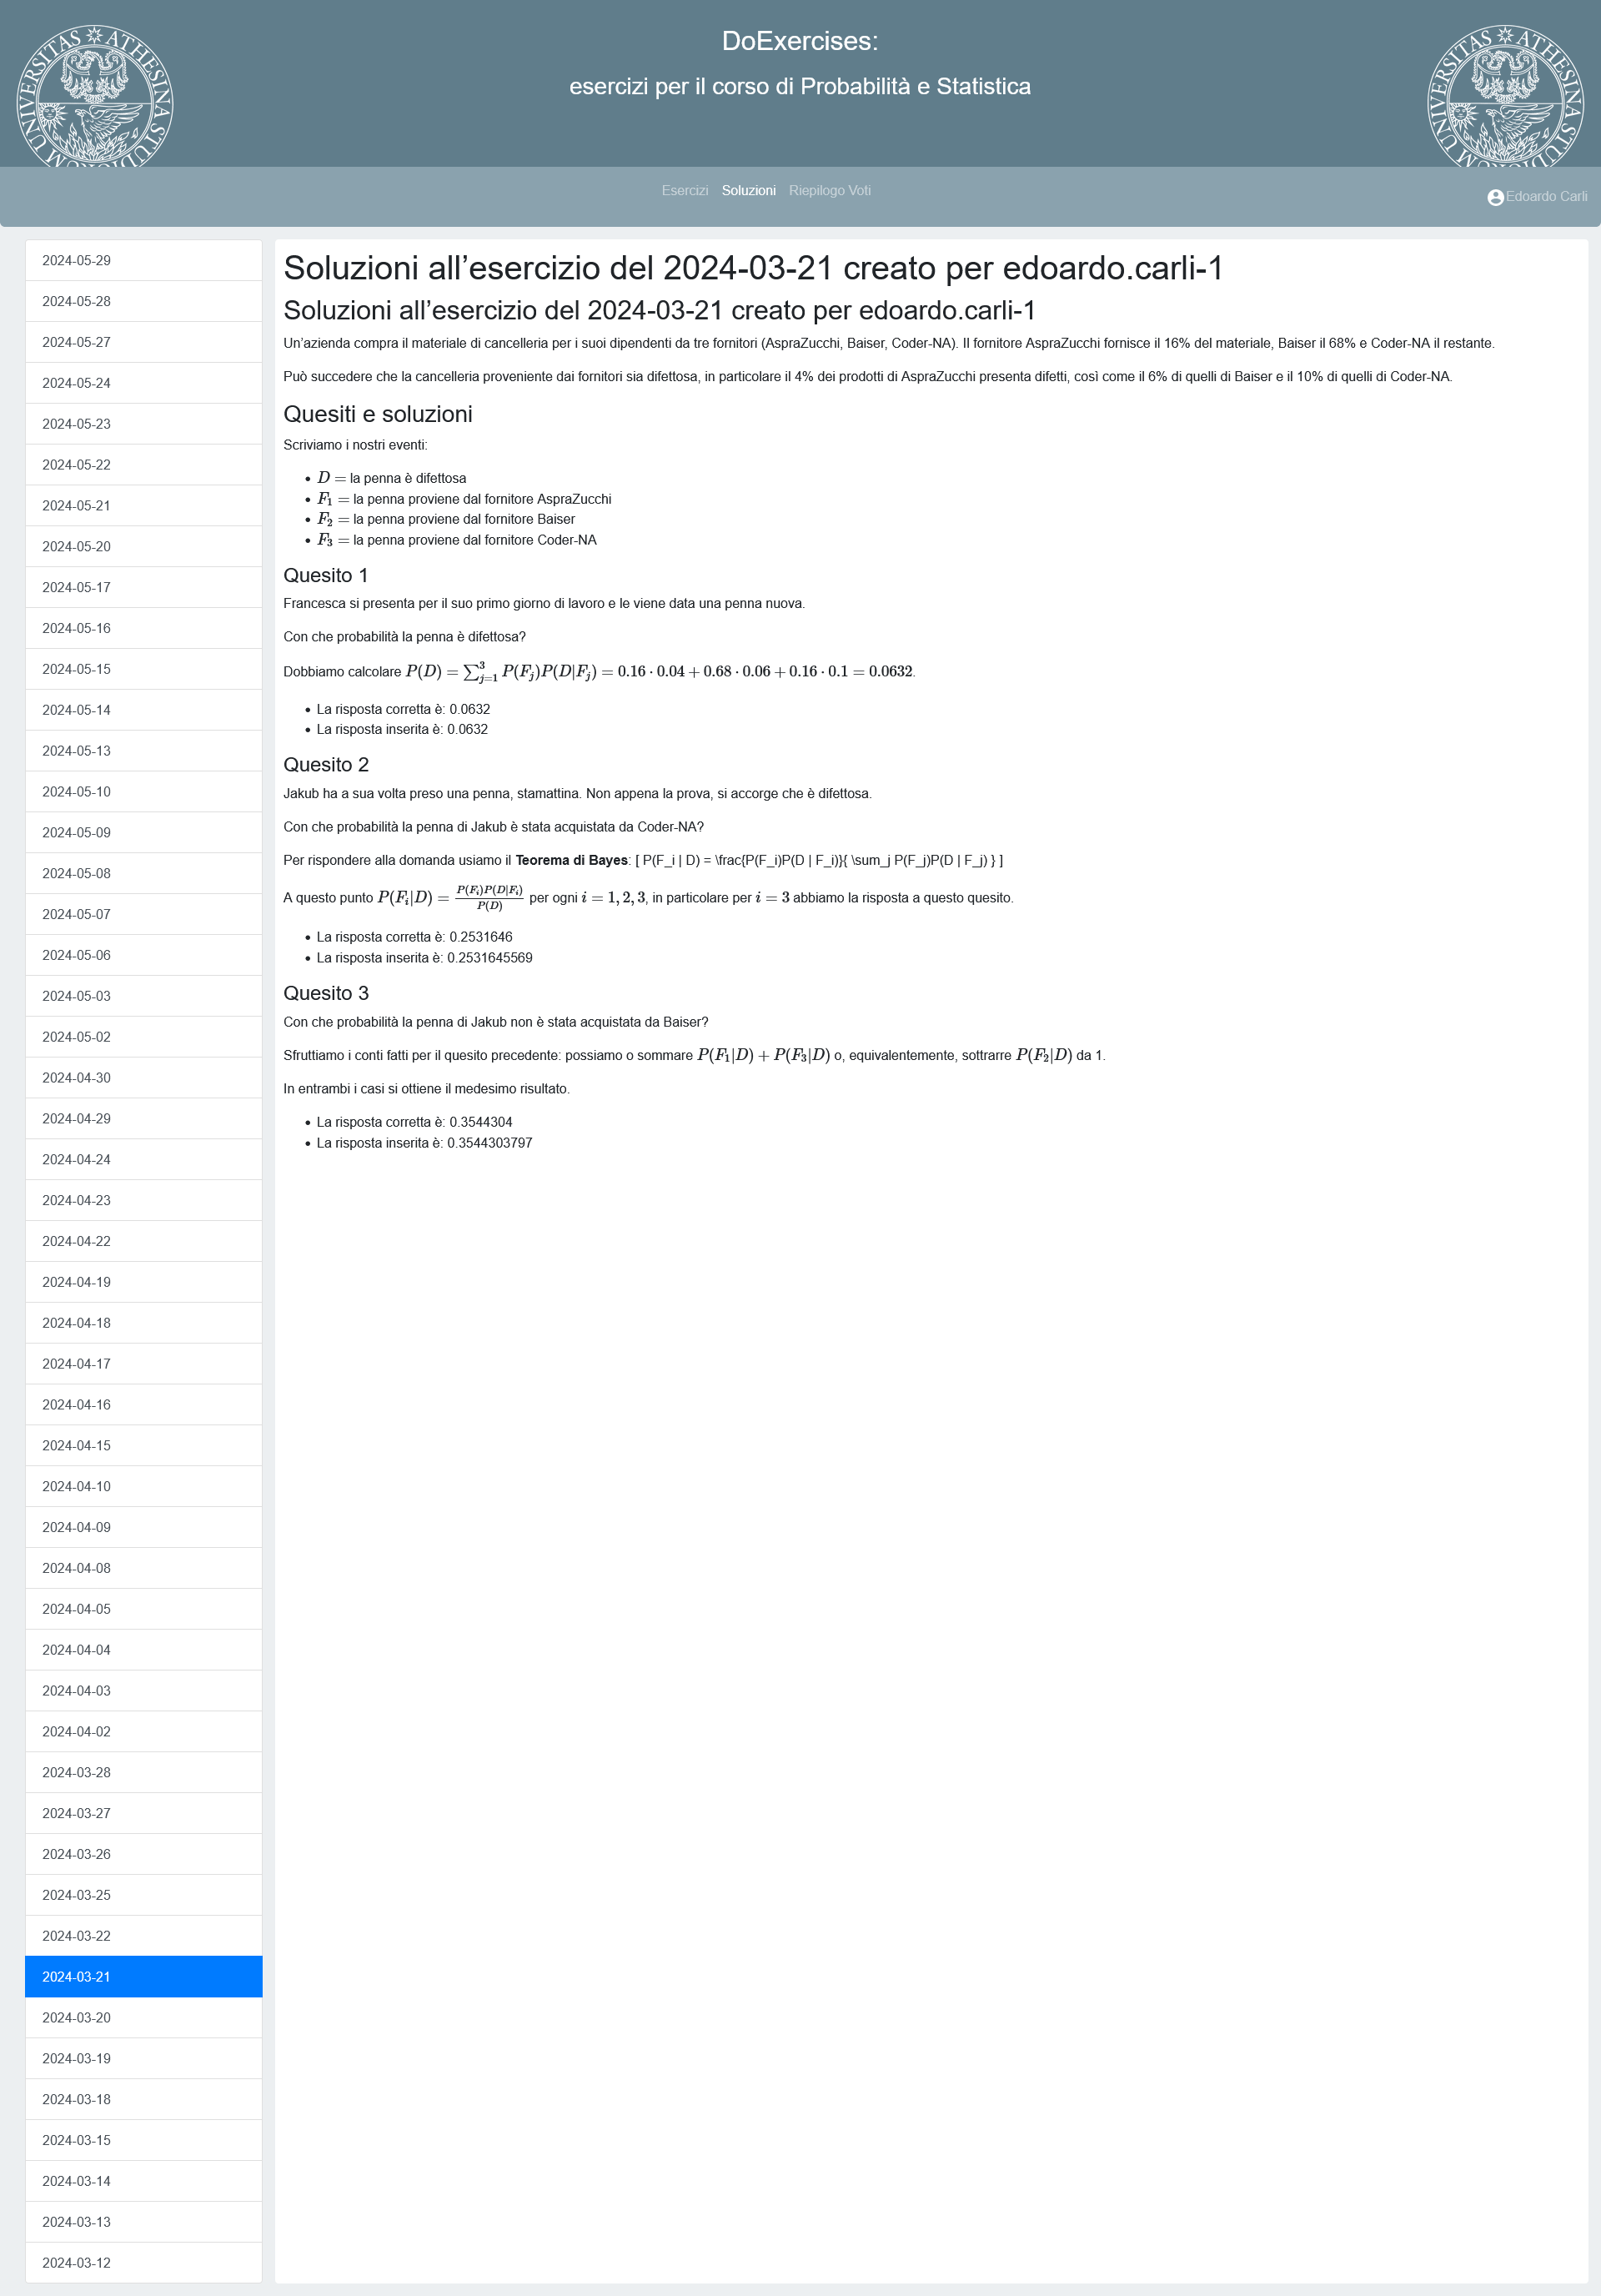 DoExercises:
esercizi per il corso di Probabilità e Statistica
UNIVERSITAS ATHESINA STUDIORUM
UNIVERSITAS ATHESINA STUDIORUM
Esercizi Soluzioni Riepilogo Voti
Edoardo Carli
2024-05-29
2024-05-28
2024-05-27
2024-05-24
2024-05-23
2024-05-22
2024-05-21
2024-05-20
2024-05-17
2024-05-16
2024-05-15
2024-05-14
2024-05-13
2024-05-10
2024-05-09
2024-05-08
2024-05-07
2024-05-06
2024-05-03
2024-05-02
2024-04-30
2024-04-29
2024-04-24
2024-04-23
2024-04-22
2024-04-19
2024-04-18
2024-04-17
2024-04-16
2024-04-15
2024-04-10
2024-04-09
2024-04-08
2024-04-05
2024-04-04
2024-04-03
2024-04-02
2024-03-28
2024-03-27
2024-03-26
2024-03-25
2024-03-22
2024-03-21
2024-03-20
2024-03-19
2024-03-18
2024-03-15
2024-03-14
2024-03-13
2024-03-12
Soluzioni all’esercizio del 2024-03-21 creato per edoardo.carli-1
Soluzioni all’esercizio del 2024-03-21 creato per edoardo.carli-1
Un’azienda compra il materiale di cancelleria per i suoi dipendenti da tre fornitori (AspraZucchi, Baiser, Coder-NA). Il fornitore AspraZucchi fornisce il 16% del materiale, Baiser il 68% e Coder-NA il restante.
Può succedere che la cancelleria proveniente dai fornitori sia difettosa, in particolare il 4% dei prodotti di AspraZucchi presenta difetti, così come il 6% di quelli di Baiser e il 10% di quelli di Coder-NA.
Quesiti e soluzioni
Scriviamo i nostri eventi:
• D = la penna è difettosa
• F₁ = la penna proviene dal fornitore AspraZucchi
• F₂ = la penna proviene dal fornitore Baiser
• F₃ = la penna proviene dal fornitore Coder-NA
Quesito 1
Francesca si presenta per il suo primo giorno di lavoro e le viene data una penna nuova.
Con che probabilità la penna è difettosa?
Dobbiamo calcolare P(D) = ∑_{j=1}^{3} P(F_j)P(D|F_j) = 0.16 · 0.04 + 0.68 · 0.06 + 0.16 · 0.1 = 0.0632.
• La risposta corretta è: 0.0632
• La risposta inserita è: 0.0632
Quesito 2
Jakub ha a sua volta preso una penna, stamattina. Non appena la prova, si accorge che è difettosa.
Con che probabilità la penna di Jakub è stata acquistata da Coder-NA?
Per rispondere alla domanda usiamo il Teorema di Bayes: [ P(F_i | D) = \frac{P(F_i)P(D | F_i)}{ \sum_j P(F_j)P(D | F_j) } ]
A questo punto P(F_i|D) = \frac{P(F_i)P(D|F_i)}{P(D)} per ogni i = 1, 2, 3, in particolare per i = 3 abbiamo la risposta a questo quesito.
• La risposta corretta è: 0.2531646
• La risposta inserita è: 0.2531645569
Quesito 3
Con che probabilità la penna di Jakub non è stata acquistata da Baiser?
Sfruttiamo i conti fatti per il quesito precedente: possiamo o sommare P(F₁|D) + P(F₃|D) o, equivalentemente, sottrarre P(F₂|D) da 1.
In entrambi i casi si ottiene il medesimo risultato.
• La risposta corretta è: 0.3544304
• La risposta inserita è: 0.3544303797